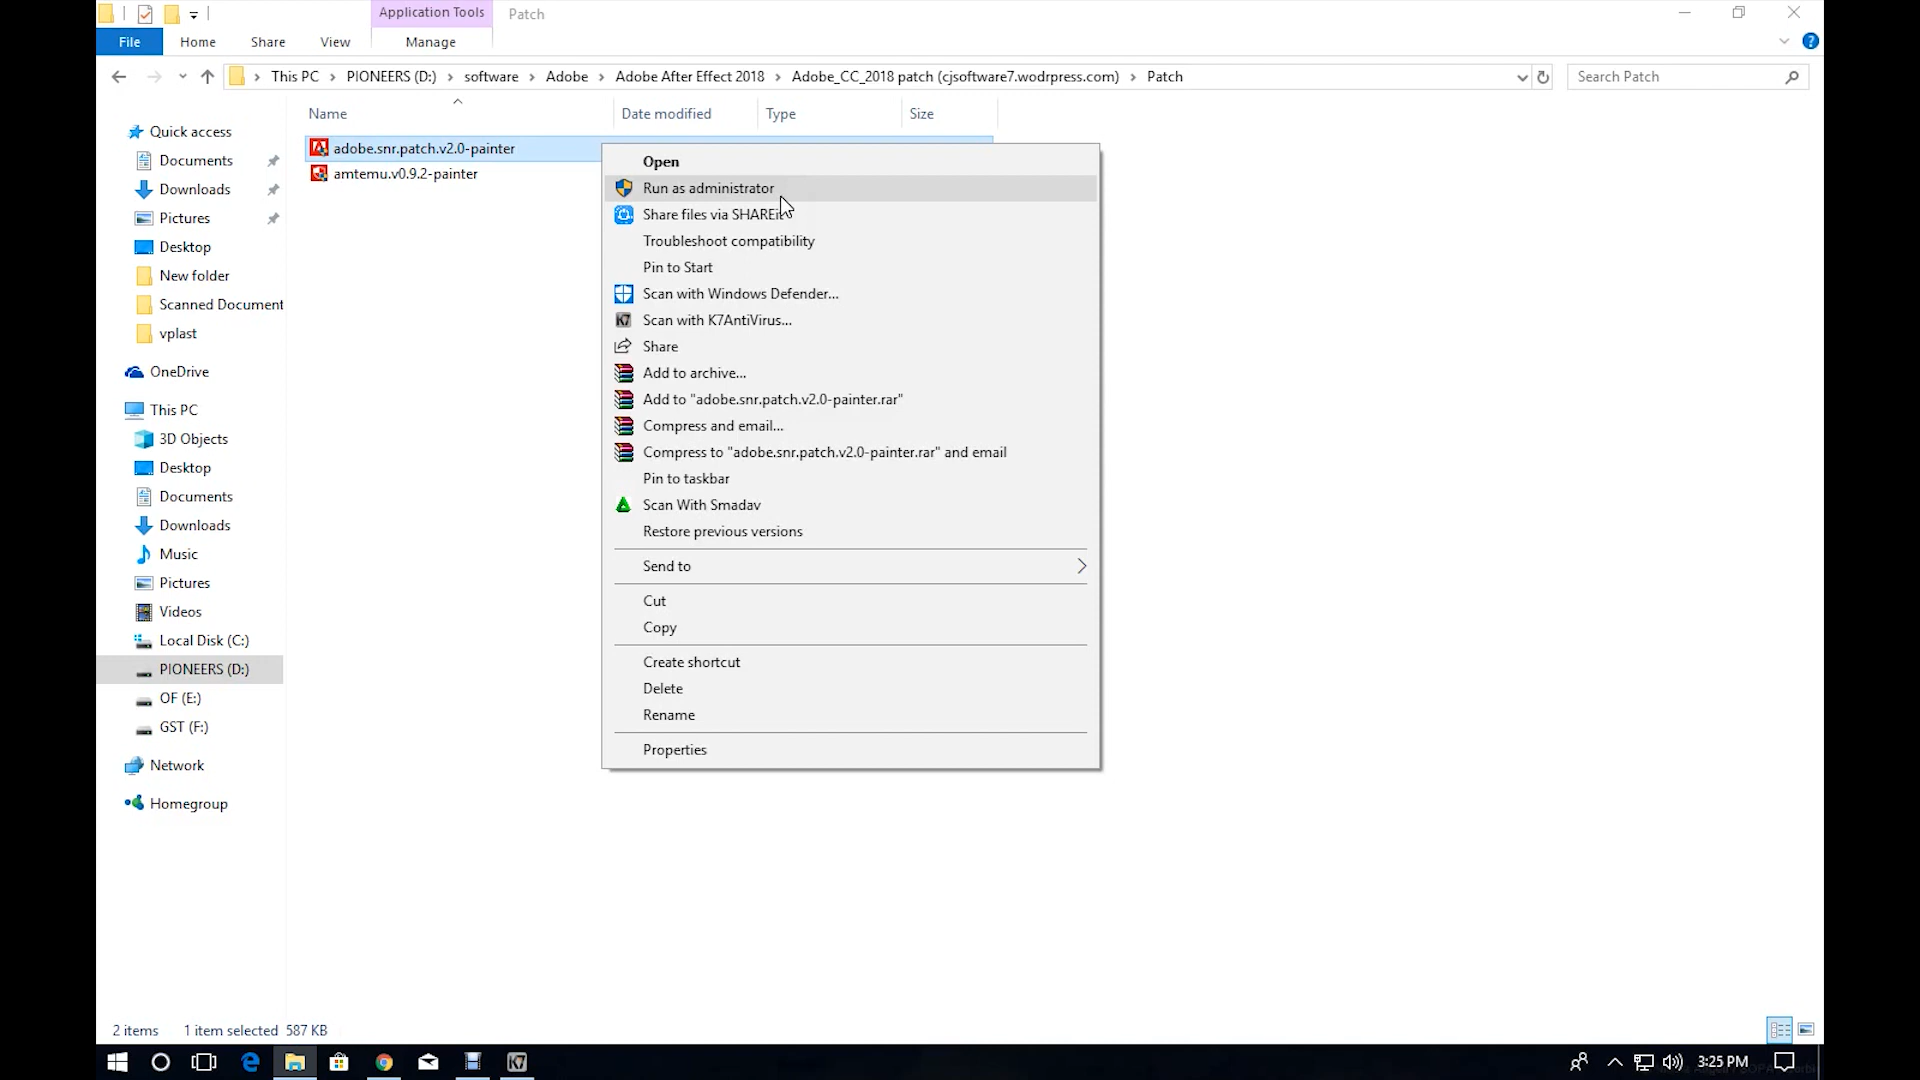 Application Tools
Patch
File
Home
Share
View
Manage
This PC
PIONEERS (D:)
software
Adobe
Adobe After Effect 2018
Adobe_CC_2018 patch (cjsoftware7.wodrpress.com)
Patch
Search Patch
Name
Date modified
Type
Size
Quick access
Documents
Downloads
Pictures
Desktop
New folder
Scanned Document
vplast
OneDrive
This PC
3D Objects
Desktop
Documents
Downloads
Music
Pictures
Videos
Local Disk (C:)
PIONEERS (D:)
OF (E:)
GST (F:)
Network
Homegroup
adobe.snr.patch.v2.0-painter
amtemu.v0.9.2-painter
Open
Run as administrator
Share files via SHAREit
Troubleshoot compatibility
Pin to Start
Scan with Windows Defender...
K7
Scan with K7AntiVirus...
Share
Add to archive...
Add to "adobe.snr.patch.v2.0-painter.rar"
Compress and email...
Compress to "adobe.snr.patch.v2.0-painter.rar" and email
Pin to taskbar
Scan With Smadav
Restore previous versions
Send to
Cut
Copy
Create shortcut
Delete
Rename
Properties
2 items
1 item selected 587 KB
K7
3:25 PM